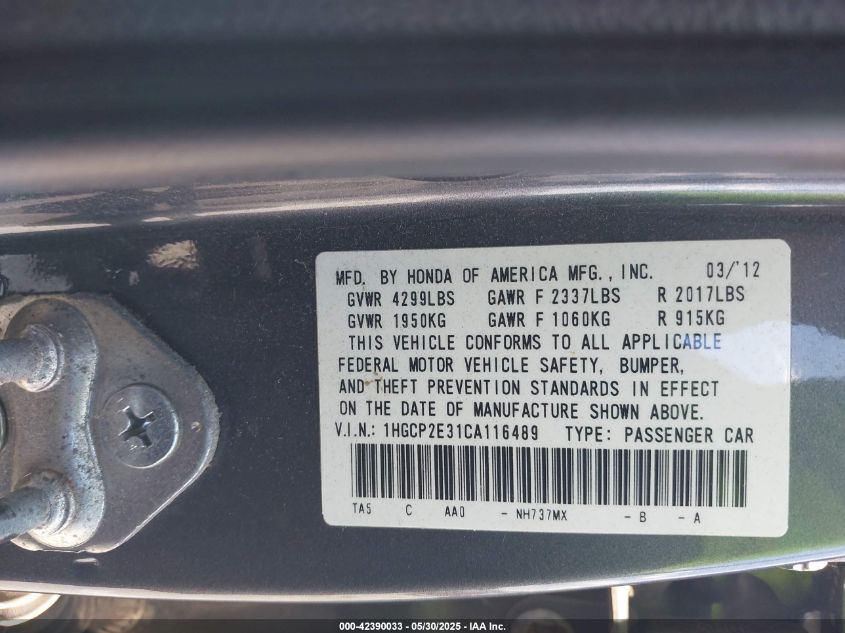 MFD. BY HONDA OF AMERICA MFG., INC. 03/'12
GVWR 4299LBS GAWR F 2337LBS R 2017LBS
GVWR 1950KG GAWR F 1060KG R 915KG
THIS VEHICLE CONFORMS TO ALL APPLICABLE
FEDERAL MOTOR VEHICLE SAFETY, BUMPER,
AND THEFT PREVENTION STANDARDS IN EFFECT
ON THE DATE OF MANUFACTURE SHOWN ABOVE.
V.I.N.: 1HGCP2E31CA116489 TYPE: PASSENGER CAR
TA5 C AA0 - NH737MX - B - A
000-42390033 - 05/30/2025 - IAA Inc.